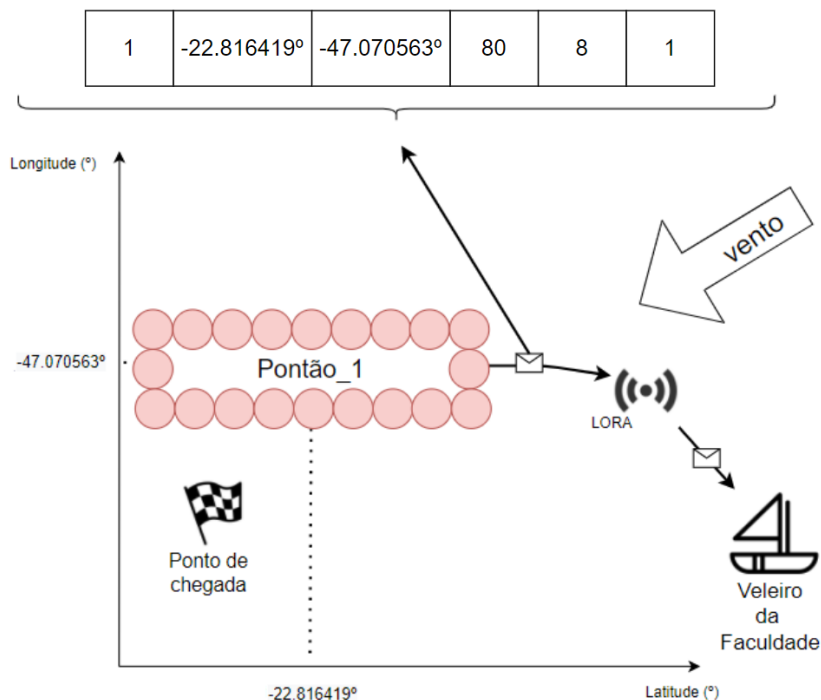 1 -22.816419º -47.070563º 80 8 1
Longitude (º)
vento
-47.070563º
Pontão_1
LORA
Ponto de
chegada
Veleiro
da
Faculdade
-22.816419º
Latitude (º)